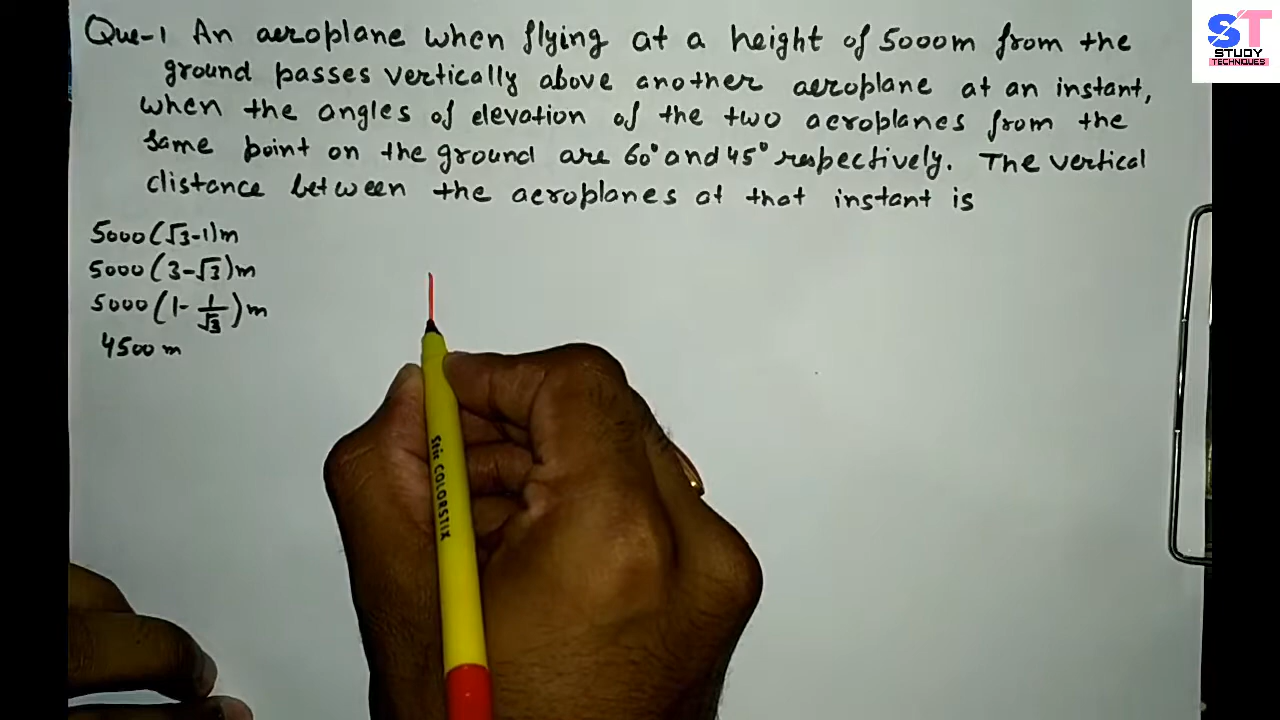 Que-1 An aeroplane when flying at a height of 5000m from the
ground passes vertically above another aeroplane at an instant,
when the angles of elevation of the two aeroplanes from the
same point on the ground are 60° and 45° respectively. The vertical
distance between the aeroplanes at that instant is
5000(√3-1)m
5000(3-√3)m
5000(1-1/√3)m
4500m
Stic COLORSTIX
ST
STUDY
TECHNIQUES